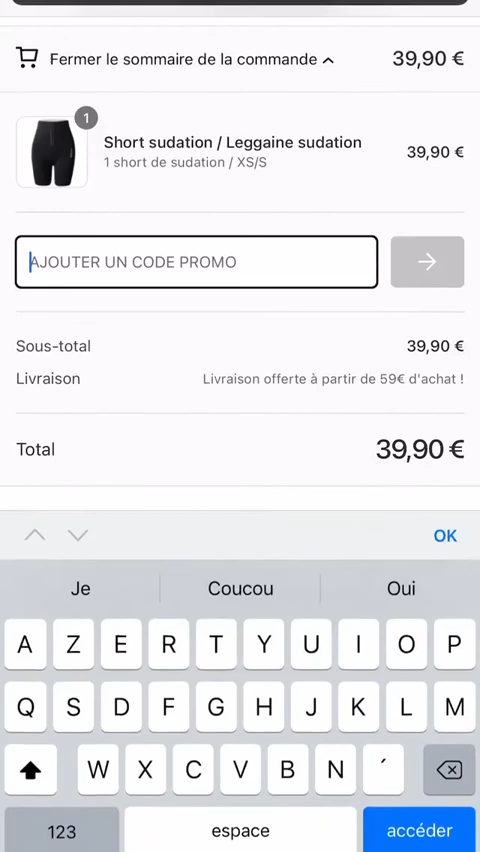 Fermer le sommaire de la commande
39,90 €
1
Short sudation / Leggaine sudation
39,90 €
1 short de sudation / XS/S
AJOUTER UN CODE PROMO
Sous-total
39,90 €
Livraison
Livraison offerte à partir de 59€ d'achat !
Total
39,90 €
OK
Je
Coucou
Oui
A Z E R T Y U I O P
Q S D F G H J K L M
W X C V B N ´
123
espace
accéder